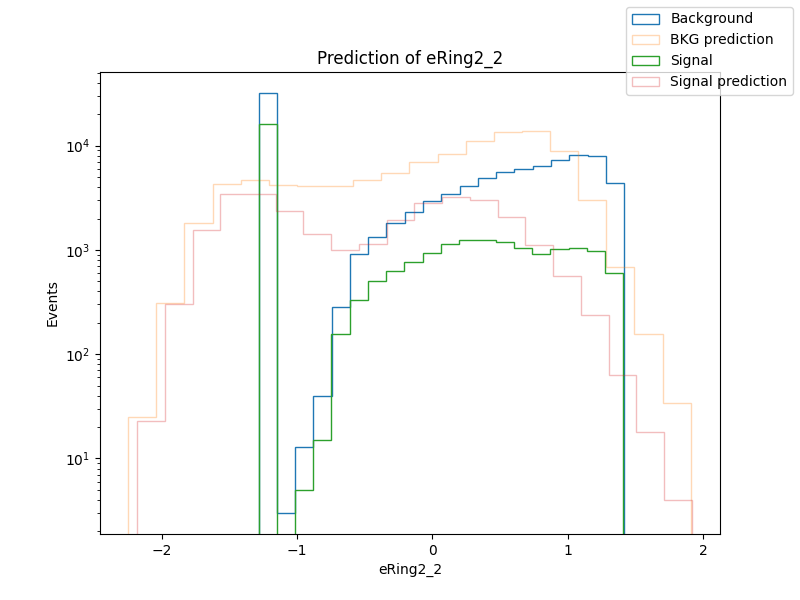 Prediction of eRing2_2
Background
BKG prediction
Signal
Signal prediction
Events
10^4
10^3
10^2
10^1
−2
−1
0
1
2
eRing2_2